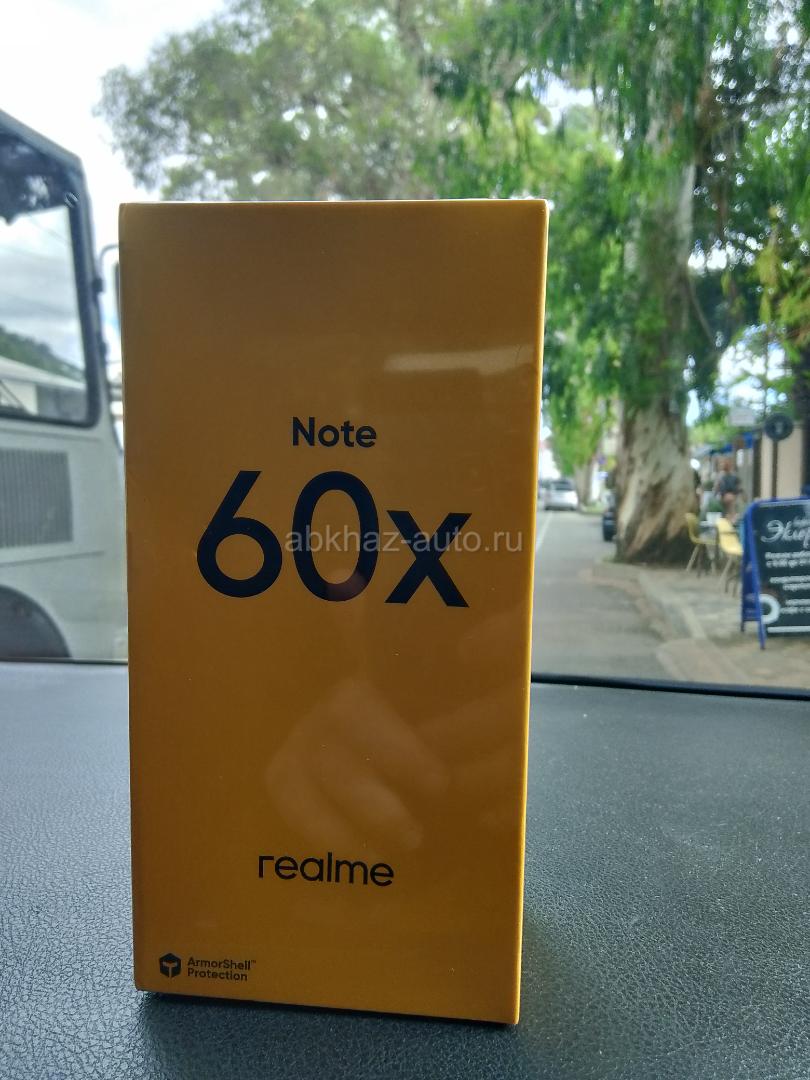 Note
60x
abkhaz-auto.ru
realme
ArmorShell™
Protection